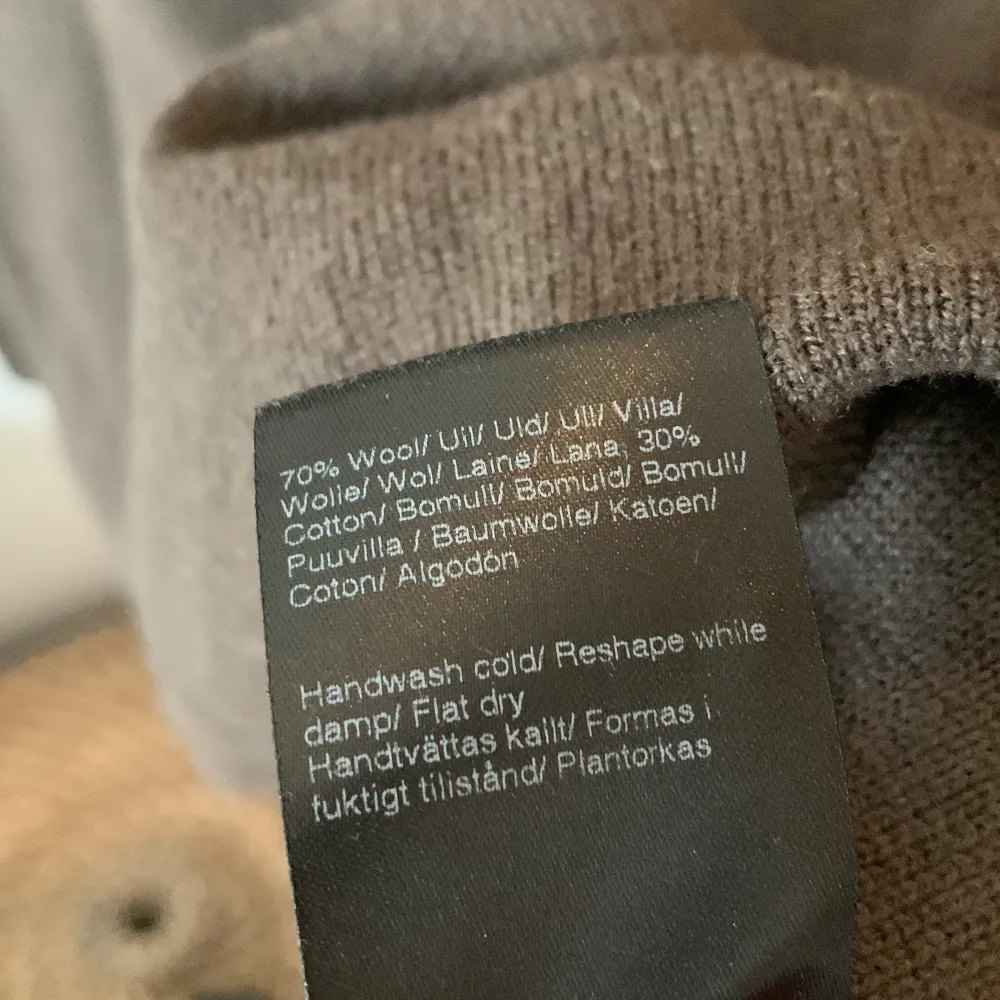 70% Wool/ Ull/ Uld/ Ull/ Villa/
Wolle/ Wol/ Laine/ Lana, 30%
Cotton/ Bomull/ Bomuld/ Bomull/
Puuvilla / Baumwolle/ Katoen/
Coton/ Algodón
Handwash cold/ Reshape while
damp/ Flat dry
Handtvättas kallt/ Formas i
fuktigt tillstånd/ Plantorkas